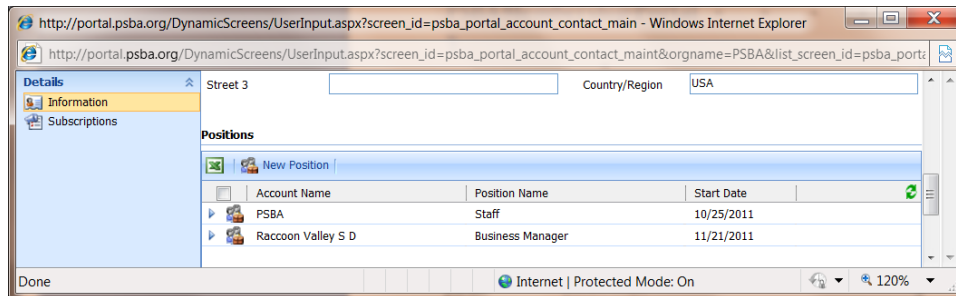 http://portal.psba.org/DynamicScreens/UserInput.aspx?screen_id=psba_portal_account_contact_main - Windows Internet Explorer
http://portal.psba.org/DynamicScreens/UserInput.aspx?screen_id=psba_portal_account_contact_maint&orgname=PSBA&list_screen_id=psba_porta
Details
Information
Subscriptions
Street 3
Country/Region USA
Positions
New Position
Account Name Position Name Start Date
PSBA Staff 10/25/2011
Raccoon Valley S D Business Manager 11/21/2011
Done Internet | Protected Mode: On 120%